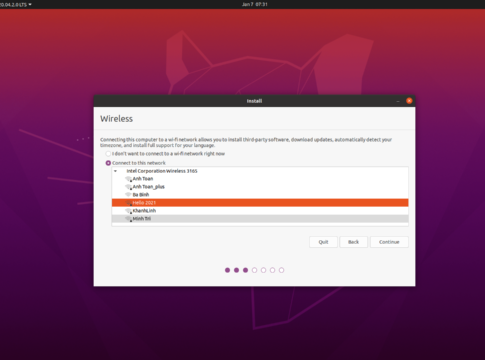 20.04.2.0 LTS
Jan 7 07:31
Install
Wireless
Connecting this computer to a wi-fi network allows you to install third-party software, download updates, automatically detect your
timezone, and install full support for your language.
I don't want to connect to a wi-fi network right now
Connect to this network
Intel Corporation Wireless 3165
Anh Toan
Anh Toan_plus
Ba Binh
Hello 2021
KhanhLinh
Minh Tri
Quit
Back
Continue